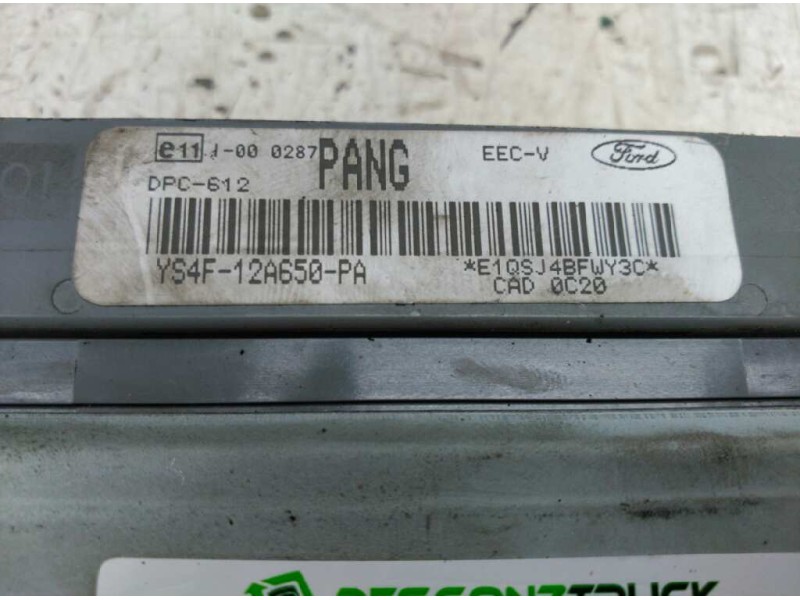 e11 J-00 0287 PANG EEC-V Ford
DPC-612
YS4F-12A650-PA *E1QSJ4BFWY3C*
CAD 0C20